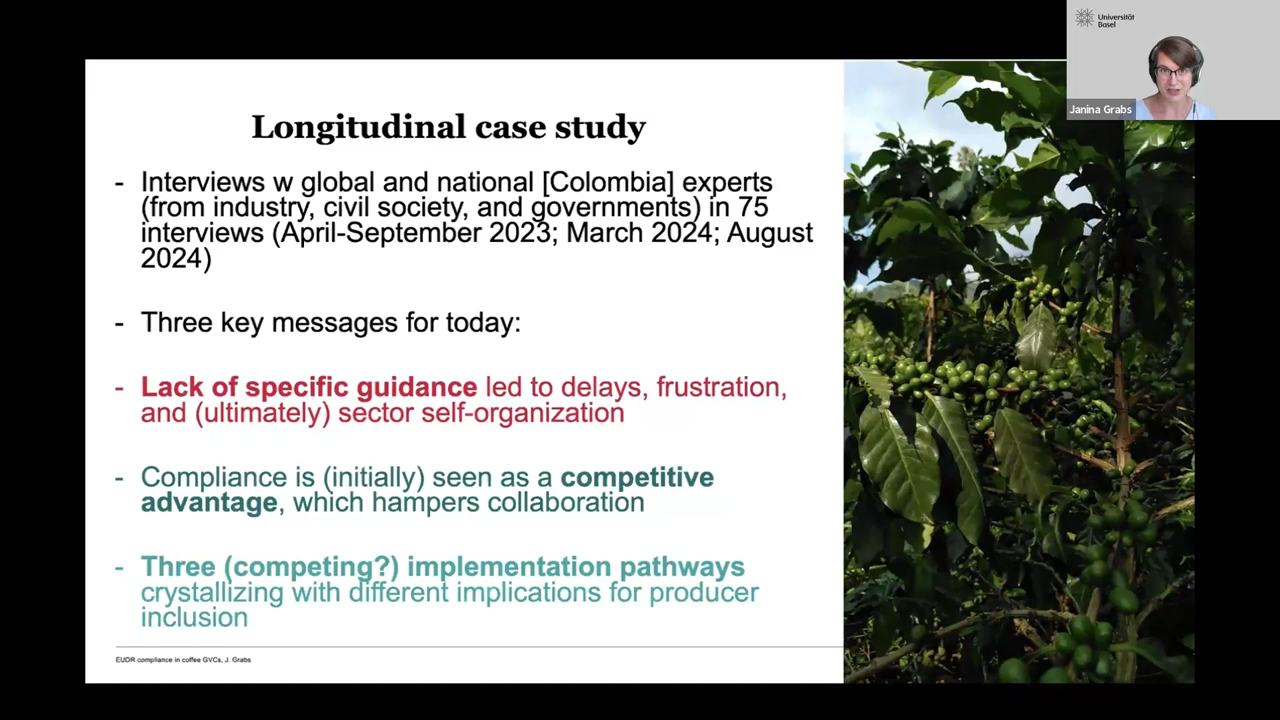 Universität
Basel
Janina Grabs
Longitudinal case study
- Interviews w global and national [Colombia] experts
(from industry, civil society, and governments) in 75
interviews (April-September 2023; March 2024; August
2024)
- Three key messages for today:
- Lack of specific guidance led to delays, frustration,
and (ultimately) sector self-organization
- Compliance is (initially) seen as a competitive
advantage, which hampers collaboration
- Three (competing?) implementation pathways
crystallizing with different implications for producer
inclusion
EUDR compliance in coffee GVCs, J. Grabs